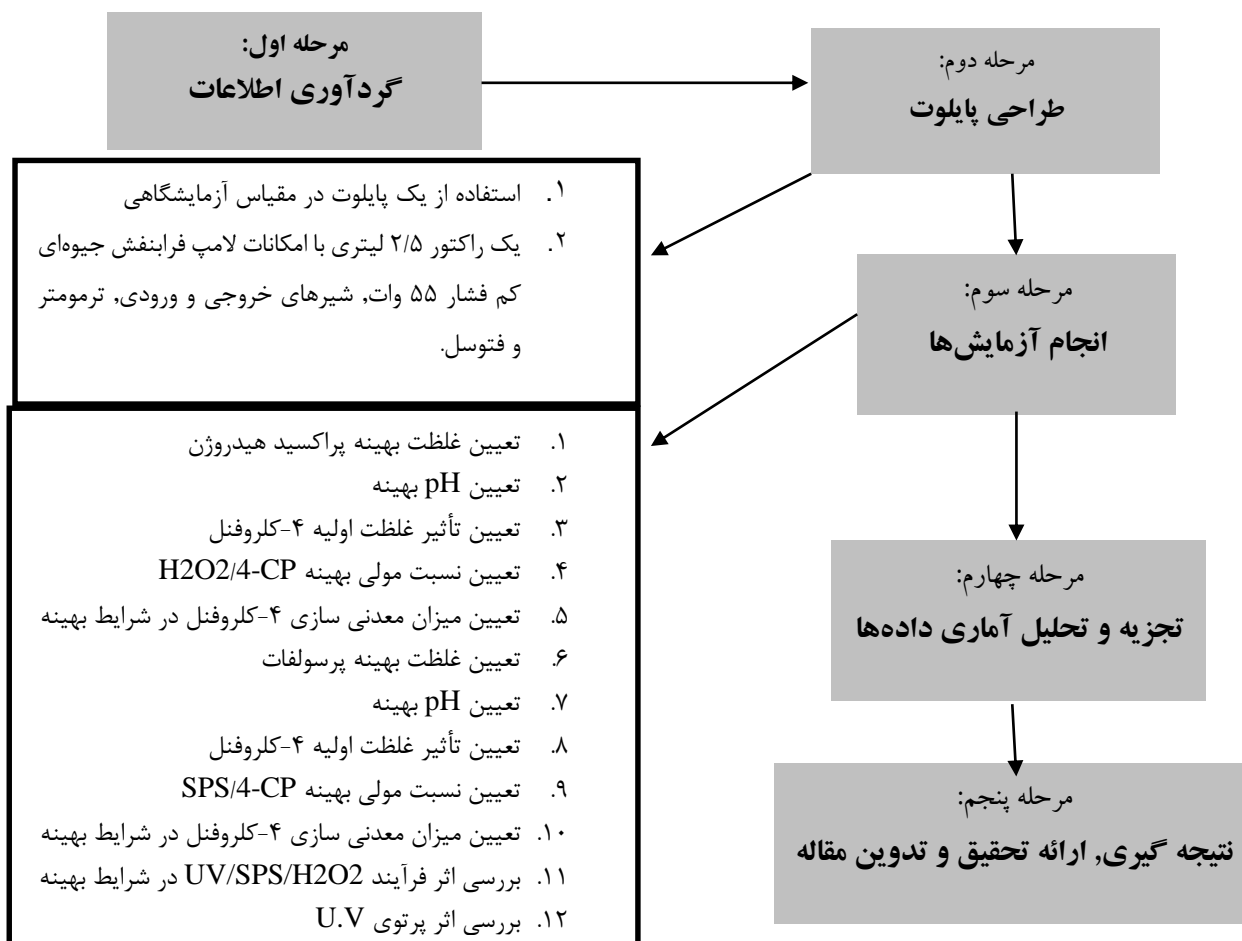 مرحله اول:
گردآوری اطلاعات
مرحله دوم:
طراحی پایلوت
۱. استفاده از یک پایلوت در مقیاس آزمایشگاهی
۲. یک راکتور ۲/۵ لیتری با امکانات لامپ فرابنفش جیوه‌ای
کم فشار ۵۵ وات, شیرهای خروجی و ورودی, ترمومتر
و فتوسل.
مرحله سوم:
انجام آزمایش‌ها
۱. تعیین غلظت بهینه پراکسید هیدروژن
۲. تعیین pH بهینه
۳. تعیین تأثیر غلظت اولیه ۴-کلروفنل
۴. تعیین نسبت مولی بهینه H2O2/4-CP
۵. تعیین میزان معدنی سازی ۴-کلروفنل در شرایط بهینه
۶. تعیین غلظت بهینه پرسولفات
۷. تعیین pH بهینه
۸. تعیین تأثیر غلظت اولیه ۴-کلروفنل
۹. تعیین نسبت مولی بهینه SPS/4-CP
۱۰. تعیین میزان معدنی سازی ۴-کلروفنل در شرایط بهینه
۱۱. بررسی اثر فرآیند UV/SPS/H2O2 در شرایط بهینه
۱۲. بررسی اثر پرتوی U.V
مرحله چهارم:
تجزیه و تحلیل آماری داده‌ها
مرحله پنجم:
نتیجه گیری, ارائه تحقیق و تدوین مقاله